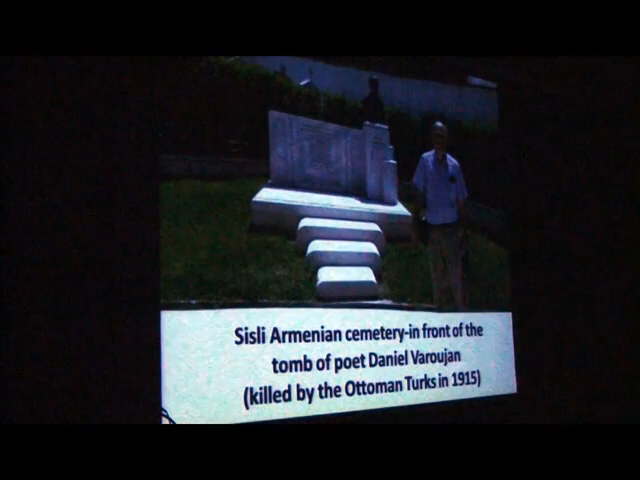 Sisli Armenian cemetery-in front of the
tomb of poet Daniel Varoujan
(killed by the Ottoman Turks in 1915)